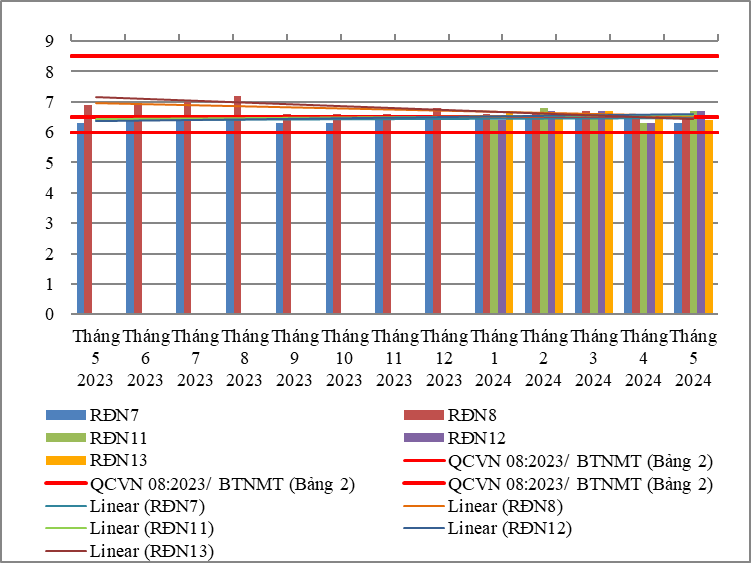 9
8
7
6
5
4
3
2
1
0
Tháng Tháng Tháng Tháng Tháng Tháng Tháng Tháng Tháng Tháng Tháng Tháng Tháng
5 6 7 8 9 10 11 12 1 2 3 4 5
2023 2023 2023 2023 2023 2023 2023 2023 2024 2024 2024 2024 2024
RĐN7 RĐN8
RĐN11 RĐN12
RĐN13 QCVN 08:2023/ BTNMT (Bảng 2)
QCVN 08:2023/ BTNMT (Bảng 2) QCVN 08:2023/ BTNMT (Bảng 2)
Linear (RĐN7) Linear (RĐN8)
Linear (RĐN11) Linear (RĐN12)
Linear (RĐN13)